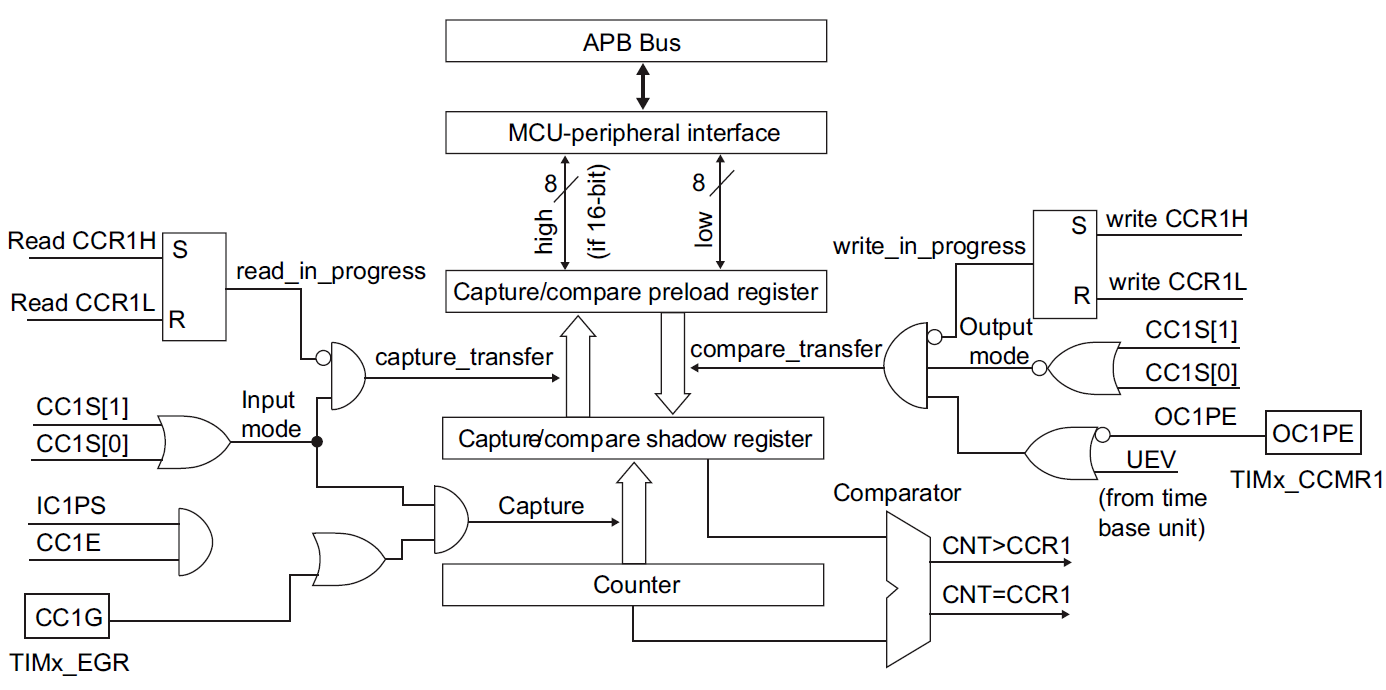 APB Bus
MCU-peripheral interface
8
high
(if 16-bit)
8
low
Read CCR1H
S
read_in_progress
Read CCR1L
R
write_in_progress
S
write CCR1H
R
write CCR1L
Capture/compare preload register
capture_transfer
compare_transfer
Output
mode
CC1S[1]
CC1S[0]
CC1S[1]
CC1S[0]
Input
mode
Capture/compare shadow register
OC1PE
OC1PE
UEV
TIMx_CCMR1
(from time
base unit)
IC1PS
CC1E
Capture
Comparator
CNT>CCR1
CNT=CCR1
Counter
CC1G
TIMx_EGR